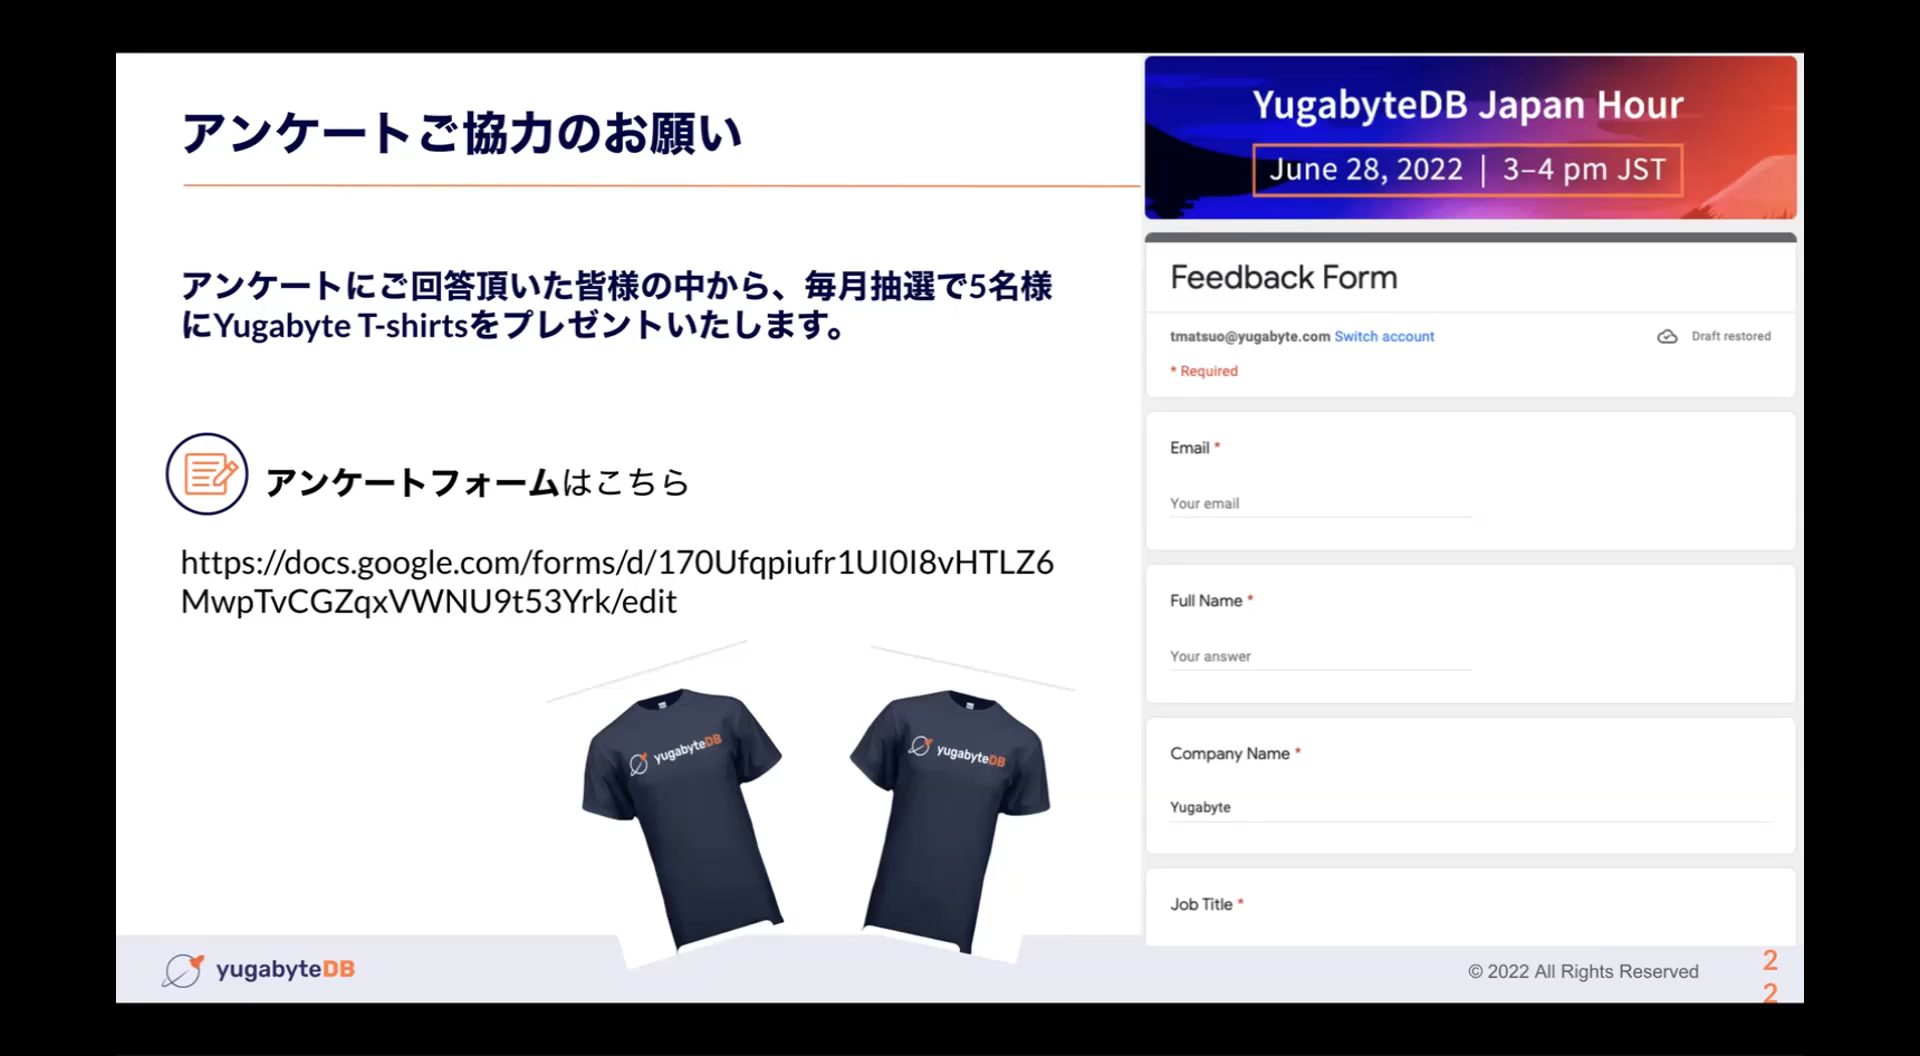 アンケートご協力のお願い
アンケートにご回答頂いた皆様の中から、毎月抽選で5名様
にYugabyte T-shirtsをプレゼントいたします。
アンケートフォームはこちら
https://docs.google.com/forms/d/170Ufqpiufr1UI0I8vHTLZ6
MwpTvCGZqxVWNU9t53Yrk/edit
yugabyteDB
yugabyteDB
YugabyteDB Japan Hour
June 28, 2022 | 3–4 pm JST
Feedback Form
tmatsuo@yugabyte.com Switch account
Draft restored
* Required
Email *
Your email
Full Name *
Your answer
Company Name *
Yugabyte
Job Title *
yugabyteDB
© 2022 All Rights Reserved
2
2